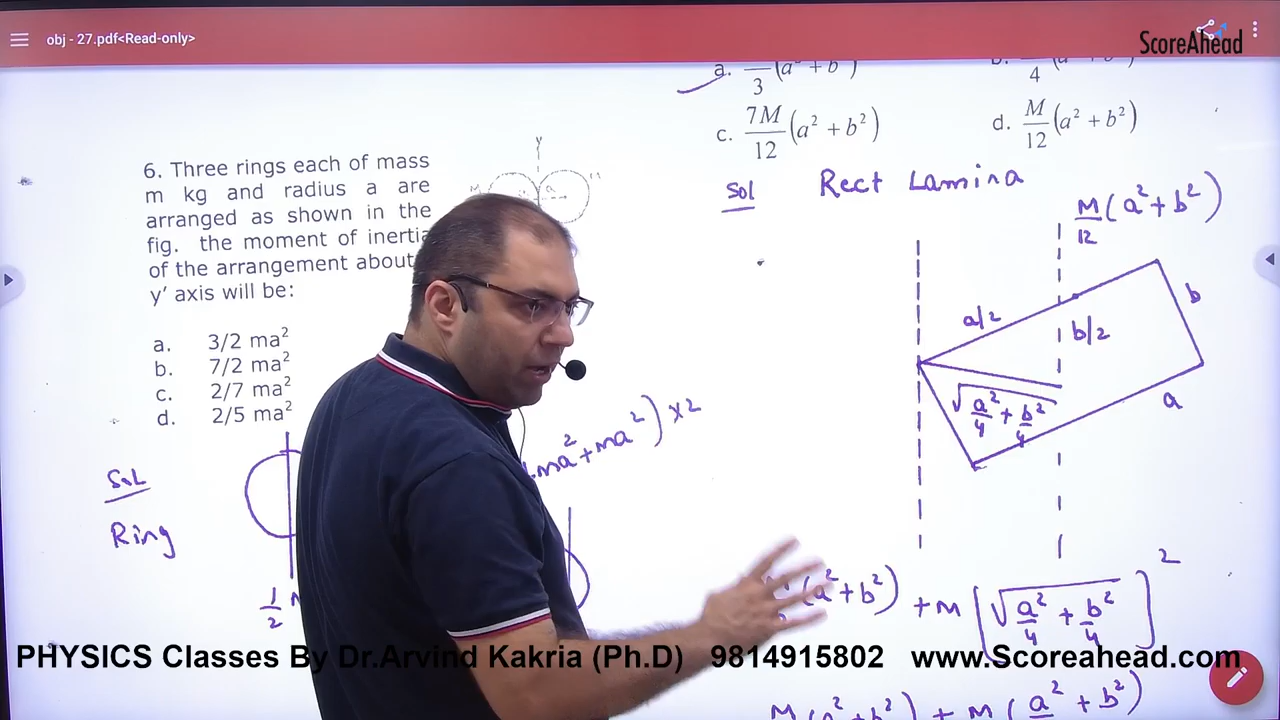 obj - 27.pdf<Read-only>
ScoreAhead
a. 3 (a² + b
4
c. 7M/12 (a² + b²)
d. M/12 (a² + b²)
6. Three rings each of mass
m kg and radius a are
arranged as shown in the
fig. the moment of inertia
of the arrangement about
y’ axis will be:
a. 3/2 ma²
b. 7/2 ma²
c. 2/7 ma²
d. 2/5 ma²
Y
M
a
Sol
Ring
1/2
ma² + ma²) × 2
Sol Rect Lamina
M/12 (a² + b²)
a/2
b/2
b
a
√a²/4 + b²/4
(a² + b²) + M [√a²/4 + b²/4]²
M(a² + b²) + M (a² + b²)
PHYSICS Classes By Dr.Arvind Kakria (Ph.D) 9814915802 www.Scoreahead.com